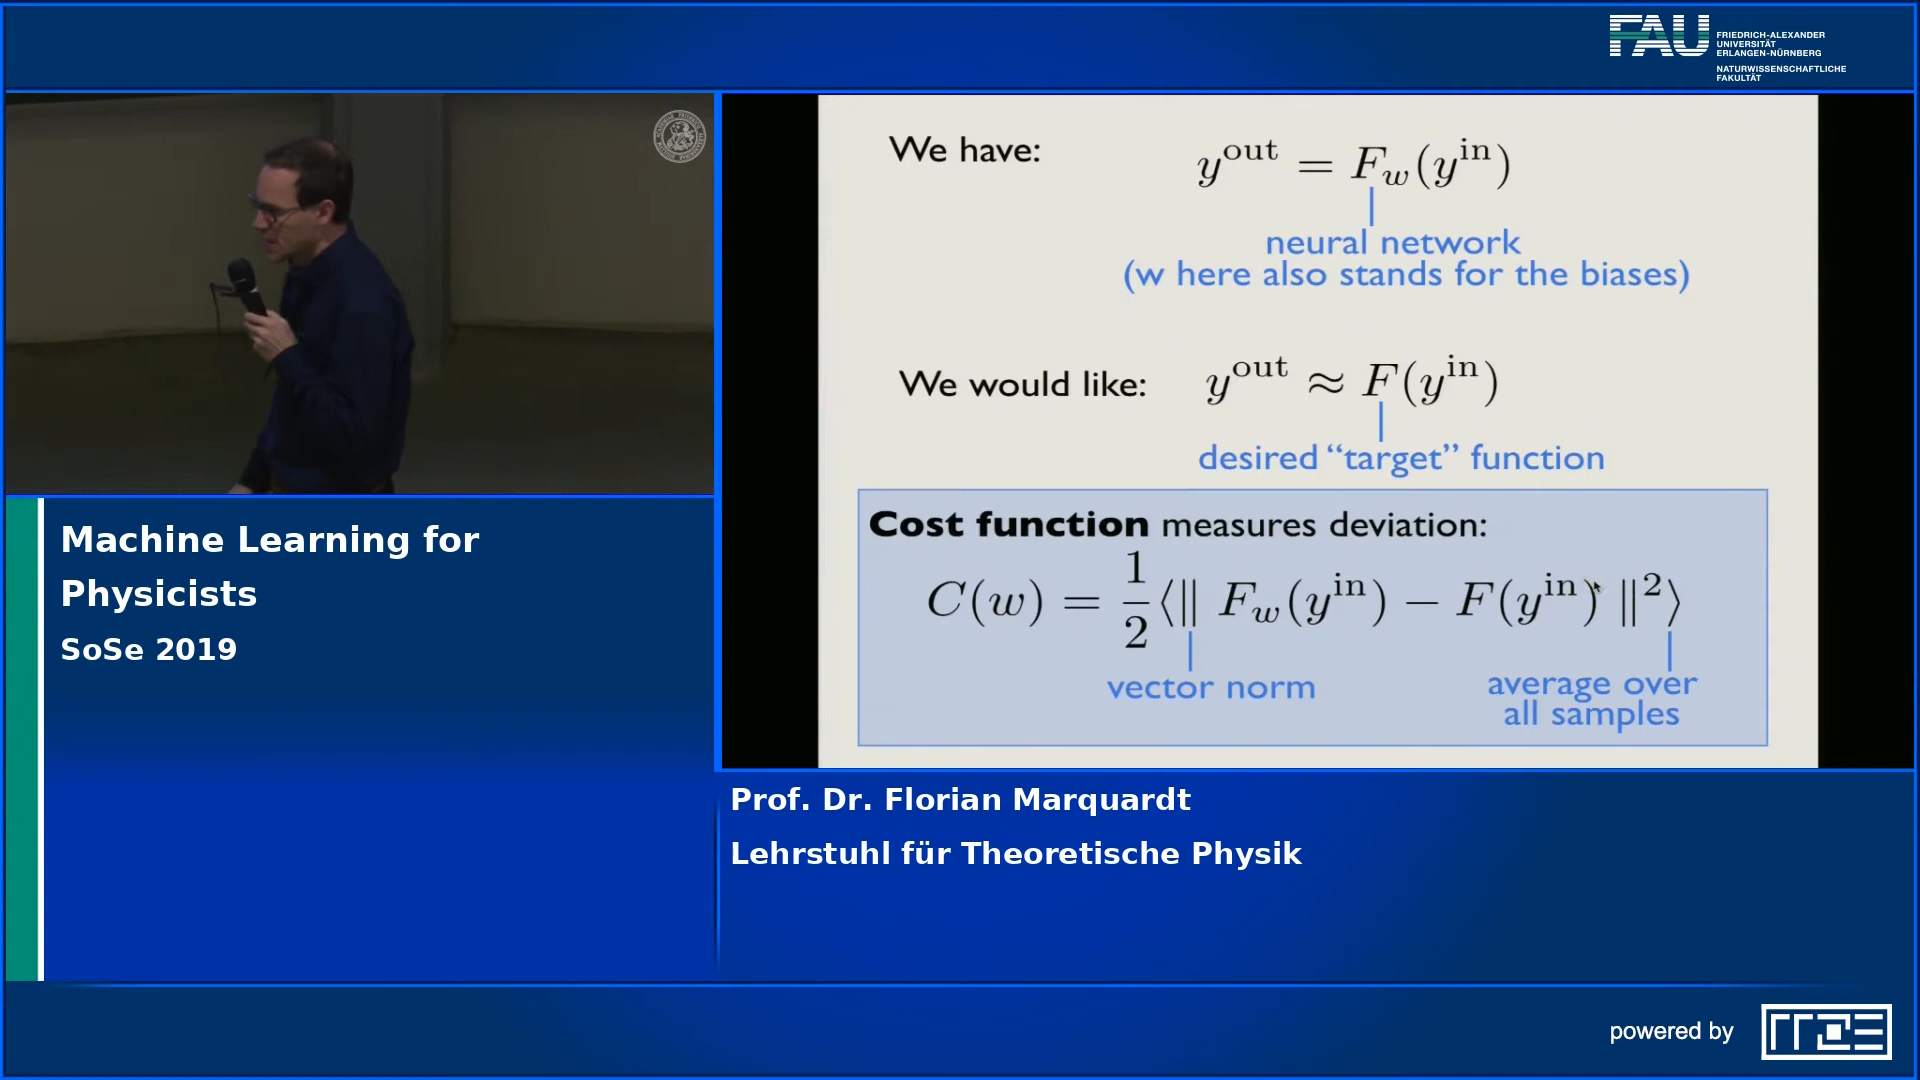 FAU FRIEDRICH-ALEXANDER
UNIVERSITÄT
ERLANGEN-NÜRNBERG
NATURWISSENSCHAFTLICHE
FAKULTÄT
We have: y^out = F_w(y^in)
neural network
(w here also stands for the biases)
We would like: y^out ≈ F(y^in)
desired “target” function
Cost function measures deviation:
C(w) = 1/2 ⟨‖ F_w(y^in) − F(y^in) ‖^2⟩
vector norm
average over
all samples
Machine Learning for
Physicists
SoSe 2019
Prof. Dr. Florian Marquardt
Lehrstuhl für Theoretische Physik
powered by